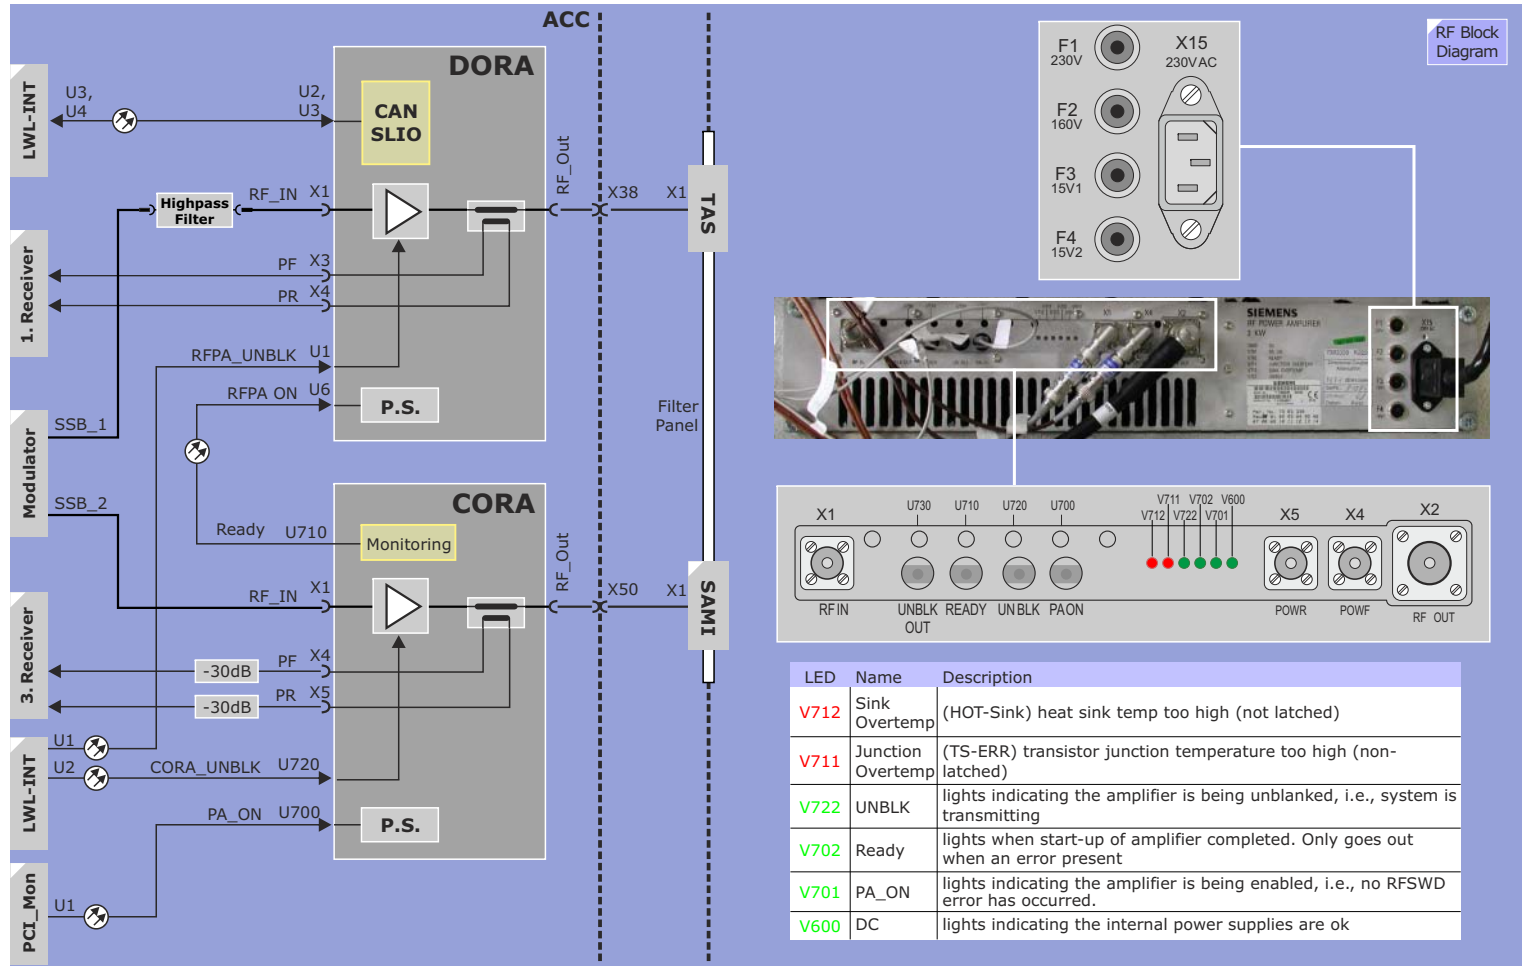 ACC
RF Block
Diagram
DORA
LWL-INT
U3,
U4
U2,
U3
CAN
SLIO
RF_Out
Highpass
Filter
RF_IN X1
X38 X1
TAS
1. Receiver
PF X3
PR X4
RFPA_UNBLK U1
RFPA ON U6
P.S.
Filter
Panel
Modulator
SSB_1
SSB_2
CORA
Ready U710
Monitoring
RF_Out
RF_IN X1
X50 X1
SAMI
3. Receiver
-30dB PF X4
-30dB PR X5
LWL-INT
U1
U2 CORA_UNBLK U720
PA_ON U700
P.S.
PCI_Mon
U1
F1
230V
X15
230VAC
F2
160V
F3
15V1
F4
15V2
SIEMENS
RF POWER AMPLIFIER
3 KW
X1
U730 U710 U720 U700
V711 V702 V600
V712 V722 V701
X5 X4 X2
RF IN
UNBLK
OUT
READY UNBLK PAON
POWR POWF RF OUT
LED Name Description
V712 Sink
Overtemp (HOT-Sink) heat sink temp too high (not latched)
V711 Junction
Overtemp (TS-ERR) transistor junction temperature too high (non-
latched)
V722 UNBLK lights indicating the amplifier is being unblanked, i.e., system is
transmitting
V702 Ready lights when start-up of amplifier completed. Only goes out
when an error present
V701 PA_ON lights indicating the amplifier is being enabled, i.e., no RFSWD
error has occurred.
V600 DC lights indicating the internal power supplies are ok